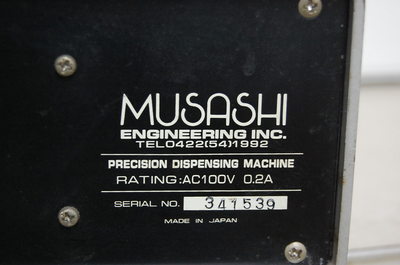 MUSASHI
ENGINEERING INC.
TEL0422(54)1992
PRECISION DISPENSING MACHINE
RATING:AC100V 0.2A
SERIAL NO. 341539
MADE IN JAPAN